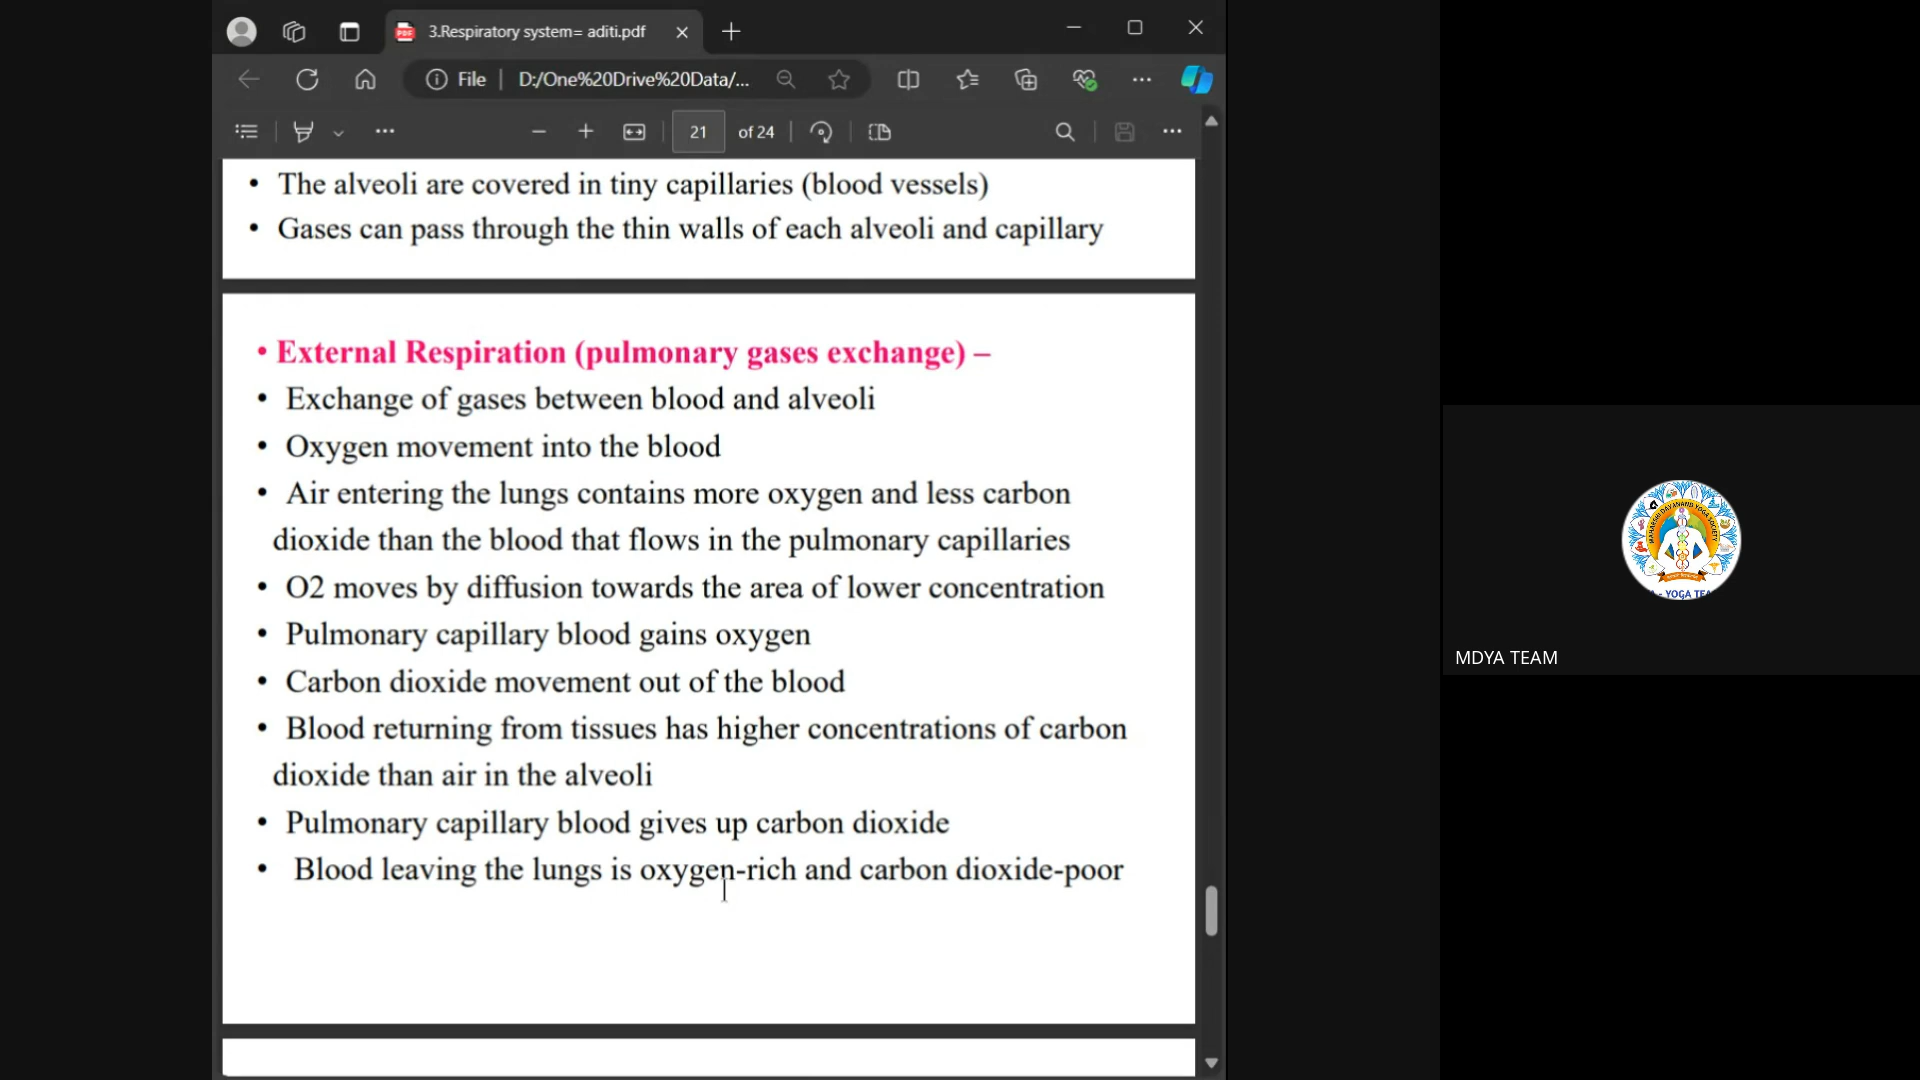 3.Respiratory system= aditi.pdf
File
D:/One%20Drive%20Data/...
21 of 24
• The alveoli are covered in tiny capillaries (blood vessels)
• Gases can pass through the thin walls of each alveoli and capillary
• External Respiration (pulmonary gases exchange) –
• Exchange of gases between blood and alveoli
• Oxygen movement into the blood
• Air entering the lungs contains more oxygen and less carbon
dioxide than the blood that flows in the pulmonary capillaries
• O2 moves by diffusion towards the area of lower concentration
• Pulmonary capillary blood gains oxygen
• Carbon dioxide movement out of the blood
• Blood returning from tissues has higher concentrations of carbon
dioxide than air in the alveoli
• Pulmonary capillary blood gives up carbon dioxide
• Blood leaving the lungs is oxygen-rich and carbon dioxide-poor
MAHARSHI DAYANAND YOGA SOCIETY
- YOGA TEA
MDYA TEAM